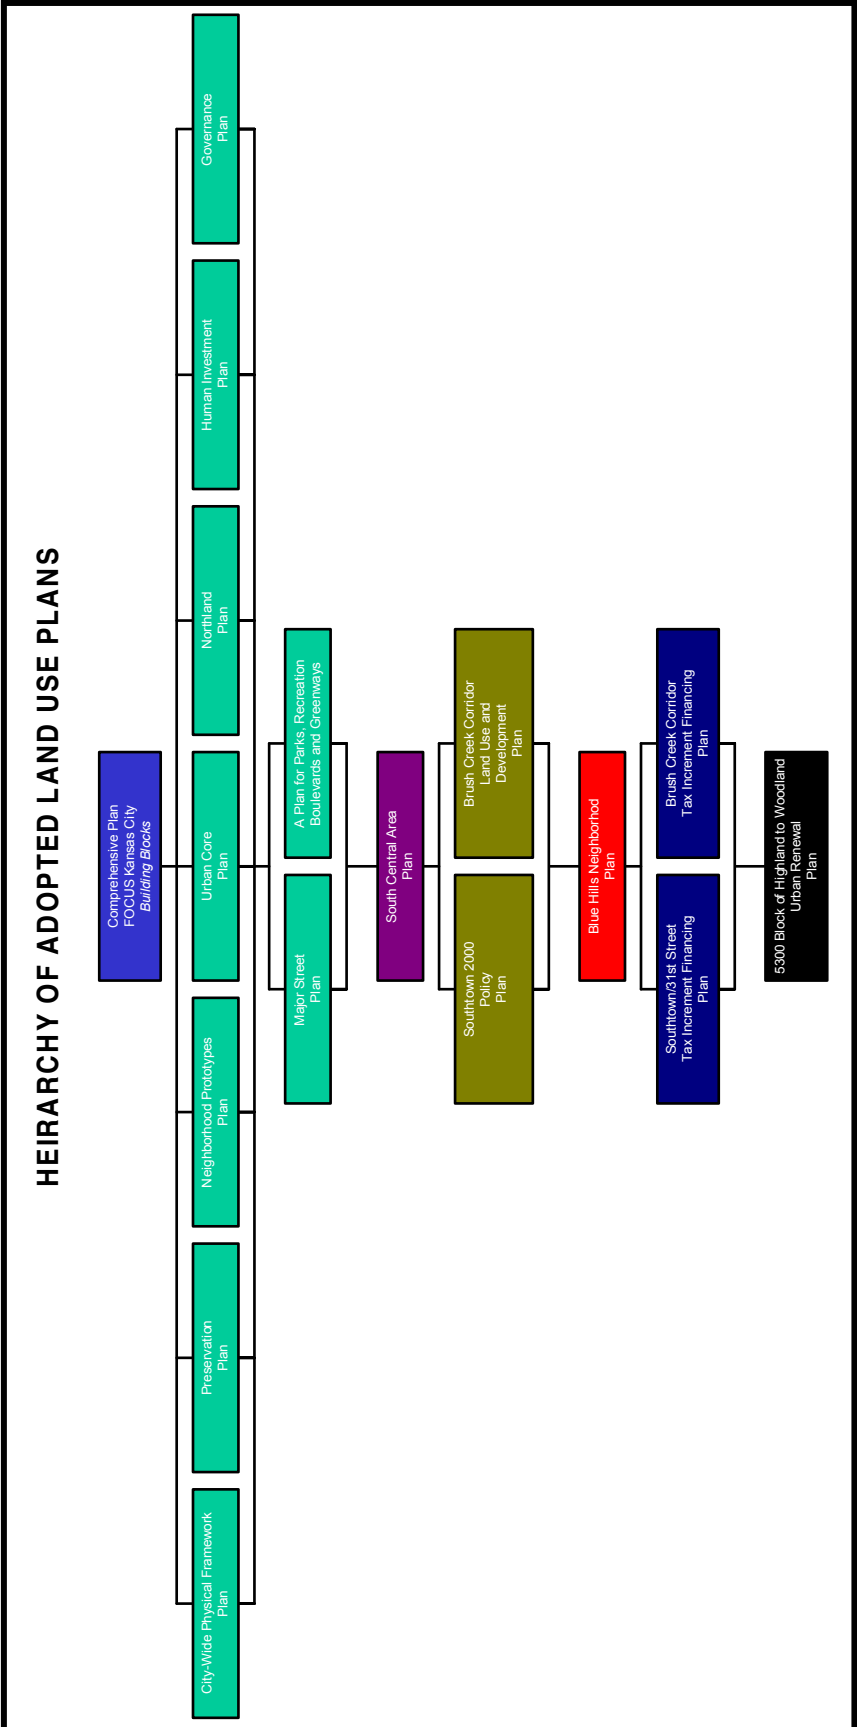 HEIRARCHY OF ADOPTED LAND USE PLANS
Comprehensive Plan
FOCUS Kansas City
Building Blocks
City-Wide Physical Framework
Plan
Preservation
Plan
Neighborhood Prototypes
Plan
Urban Core
Plan
Northland
Plan
Human Investment
Plan
Governance
Plan
Major Street
Plan
A Plan for Parks, Recreation
Boulevards and Greenways
South Central Area
Plan
Southtown 2000
Policy
Plan
Brush Creek Corridor
Land Use and
Development
Plan
Blue Hills Neighborhod
Plan
Southtown/31st Street
Tax Increment Financing
Plan
Brush Creek Corridor
Tax Increment Financing
Plan
5300 Block of Highland to Woodland
Urban Renewal
Plan